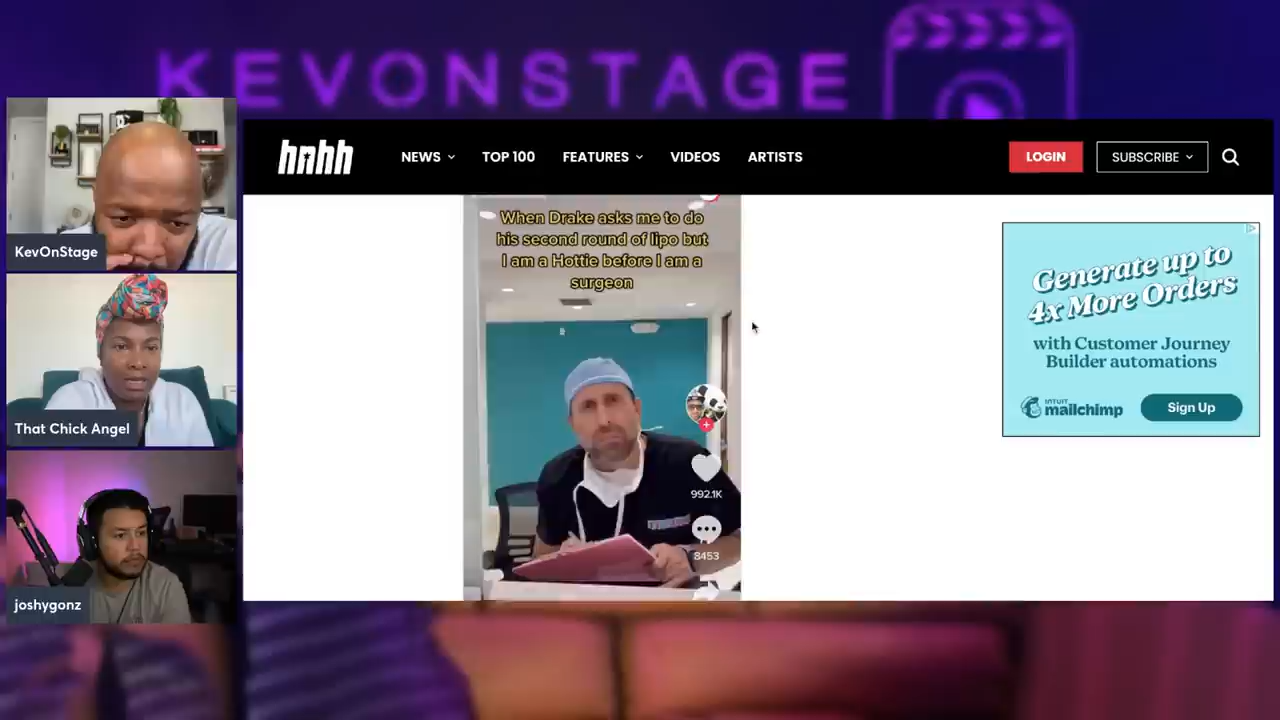 KEVONSTAGE
KevOnStage
That Chick Angel
joshygonz
hnhh
NEWS
TOP 100
FEATURES
VIDEOS
ARTISTS
LOGIN
SUBSCRIBE
When Drake asks me to do
his second round of lipo but
I am a Hottie before I am a
surgeon
992.1K
8453
Generate up to
4x More Orders
with Customer Journey
Builder automations
INTUIT
mailchimp
Sign Up